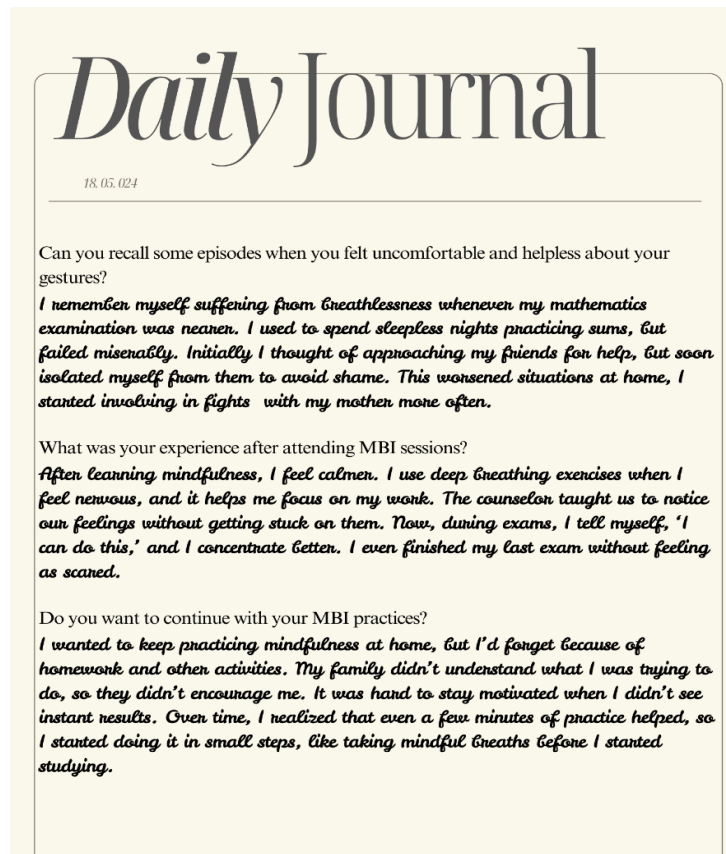 Daily Journal
18. 05. 024
Can you recall some episodes when you felt uncomfortable and helpless about your
gestures?
I remember myself suffering from breathlessness whenever my mathematics
examination was nearer. I used to spend sleepless nights practicing sums, but
failed miserably. Initially I thought of approaching my friends for help, but soon
isolated myself from them to avoid shame. This worsened situations at home, I
started involving in fights with my mother more often.
What was your experience after attending MBI sessions?
After learning mindfulness, I feel calmer. I use deep breathing exercises when I
feel nervous, and it helps me focus on my work. The counselor taught us to notice
our feelings without getting stuck on them. Now, during exams, I tell myself, ‘I
can do this,’ and I concentrate better. I even finished my last exam without feeling
as scared.
Do you want to continue with your MBI practices?
I wanted to keep practicing mindfulness at home, but I’d forget because of
homework and other activities. My family didn’t understand what I was trying to
do, so they didn’t encourage me. It was hard to stay motivated when I didn’t see
instant results. Over time, I realized that even a few minutes of practice helped, so
I started doing it in small steps, like taking mindful breaths before I started
studying.